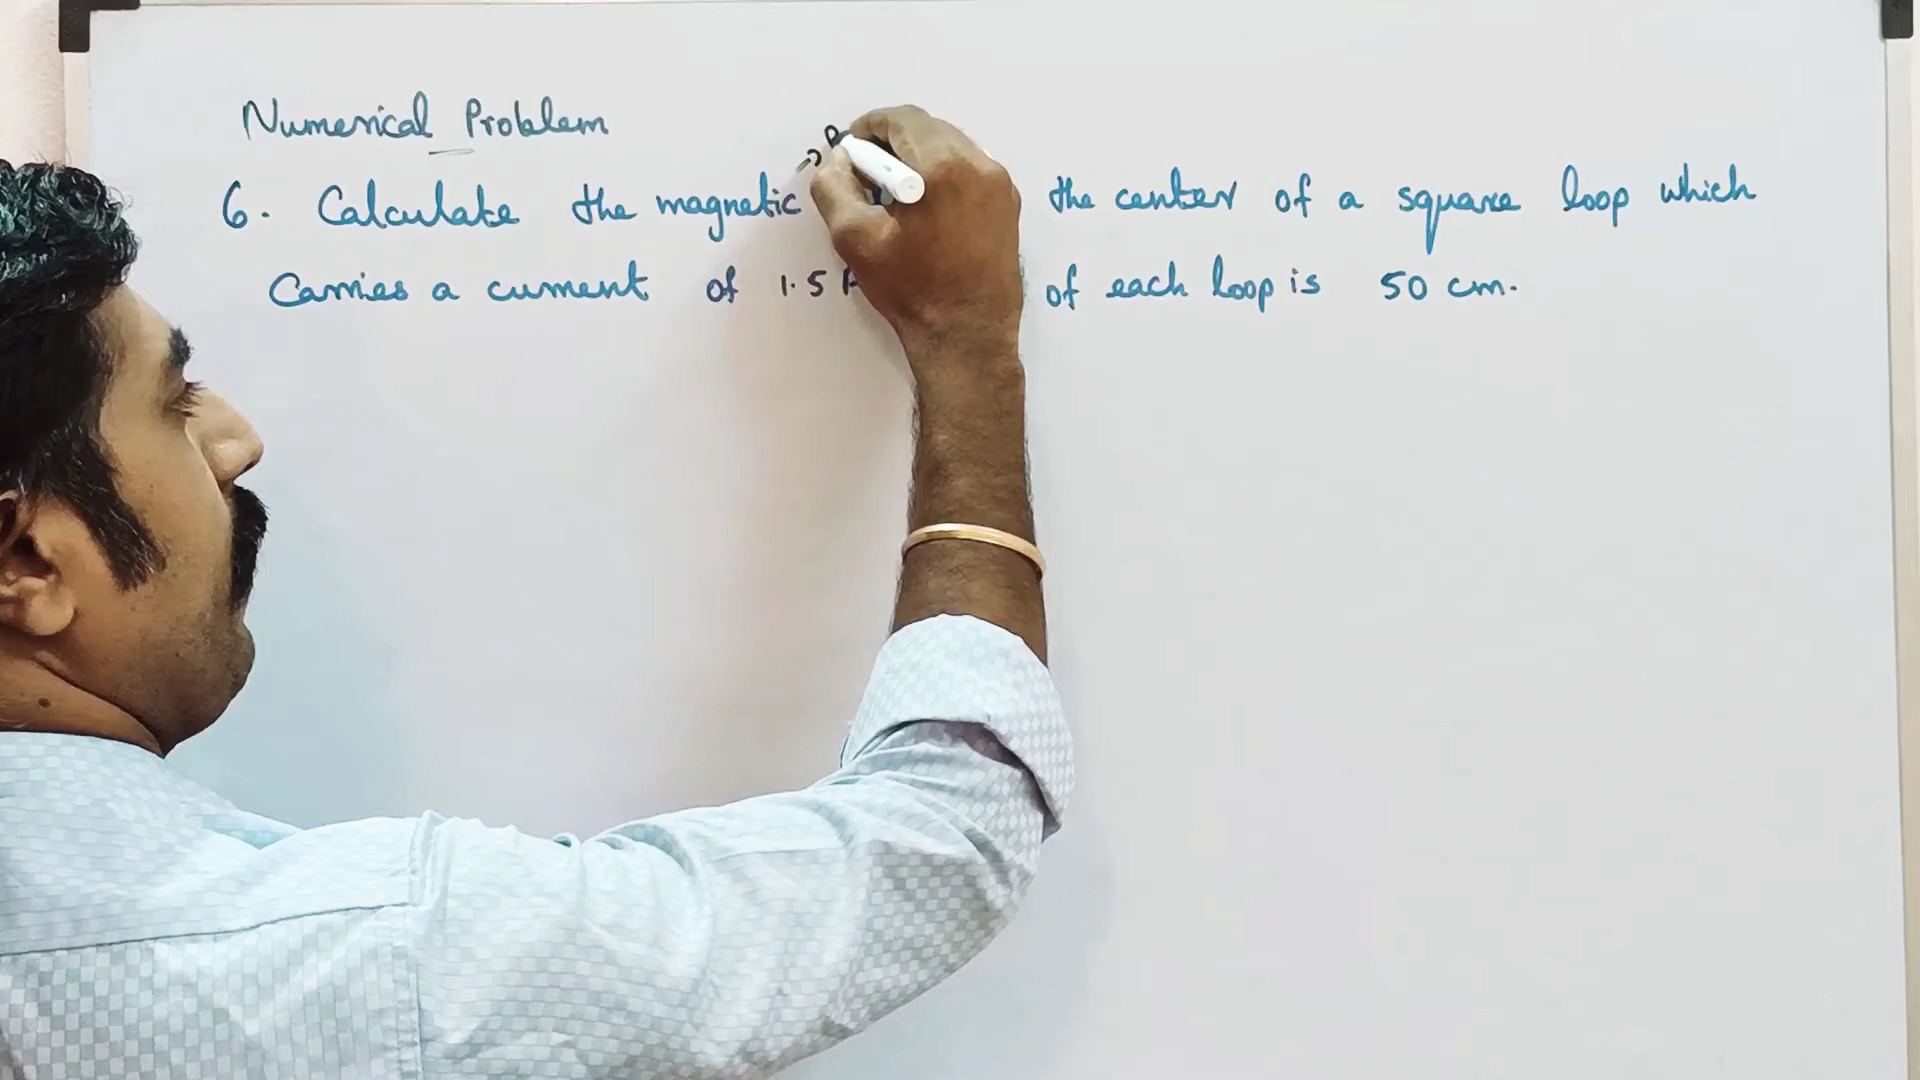 Numerical Problem
6. Calculate the magnetic the center of a square loop which
Carries a current of 1.5 of each loop is 50 cm.